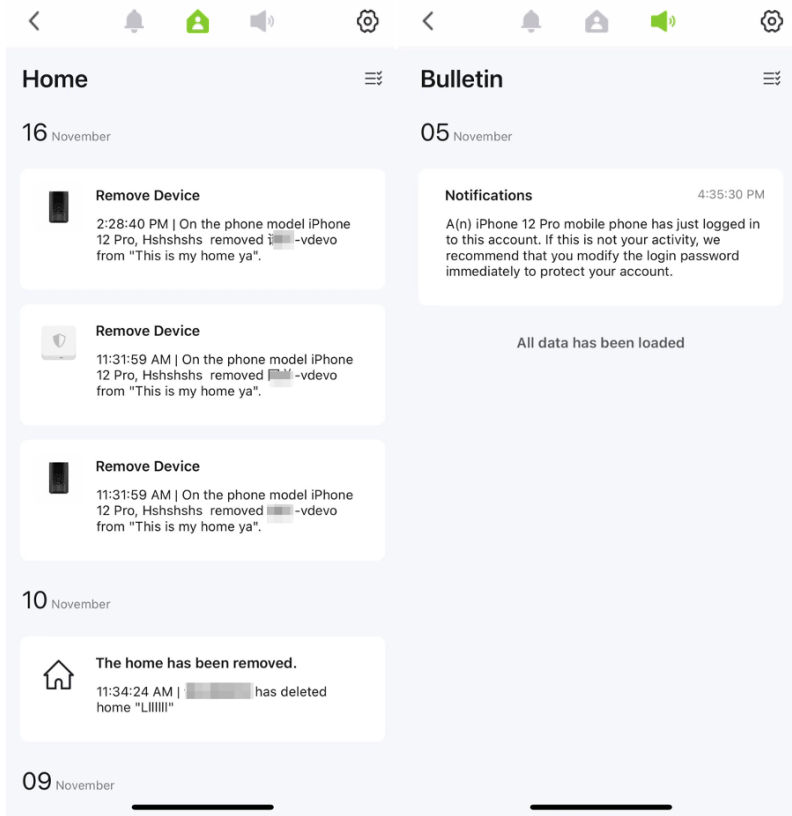 Home
16 November
Remove Device
2:28:40 PM | On the phone model iPhone
12 Pro, Hshshshs removed -vdevo
from "This is my home ya".
Remove Device
11:31:59 AM | On the phone model iPhone
12 Pro, Hshshshs removed -vdevo
from "This is my home ya".
Remove Device
11:31:59 AM | On the phone model iPhone
12 Pro, Hshshshs removed -vdevo
from "This is my home ya".
10 November
The home has been removed.
11:34:24 AM | has deleted
home "LIIIIII"
09 November
Bulletin
05 November
Notifications 4:35:30 PM
A(n) iPhone 12 Pro mobile phone has just logged in
to this account. If this is not your activity, we
recommend that you modify the login password
immediately to protect your account.
All data has been loaded